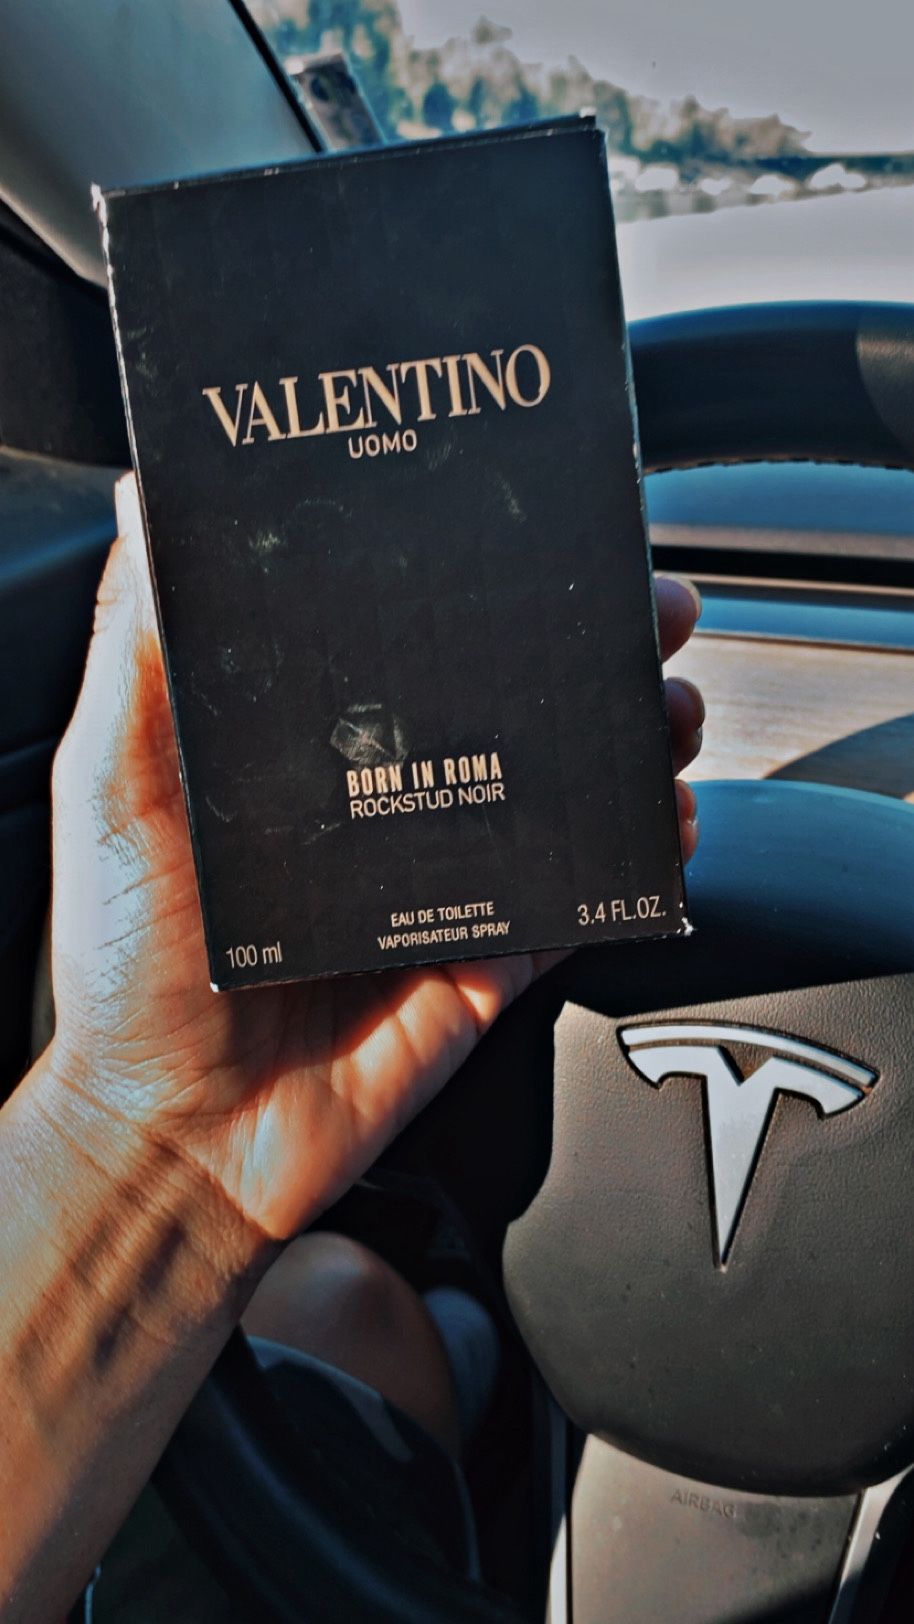 VALENTINO
UOMO
BORN IN ROMA
ROCKSTUD NOIR
EAU DE TOILETTE
VAPORISATEUR SPRAY
100 ml
3.4 FL.OZ.
AIRBAG